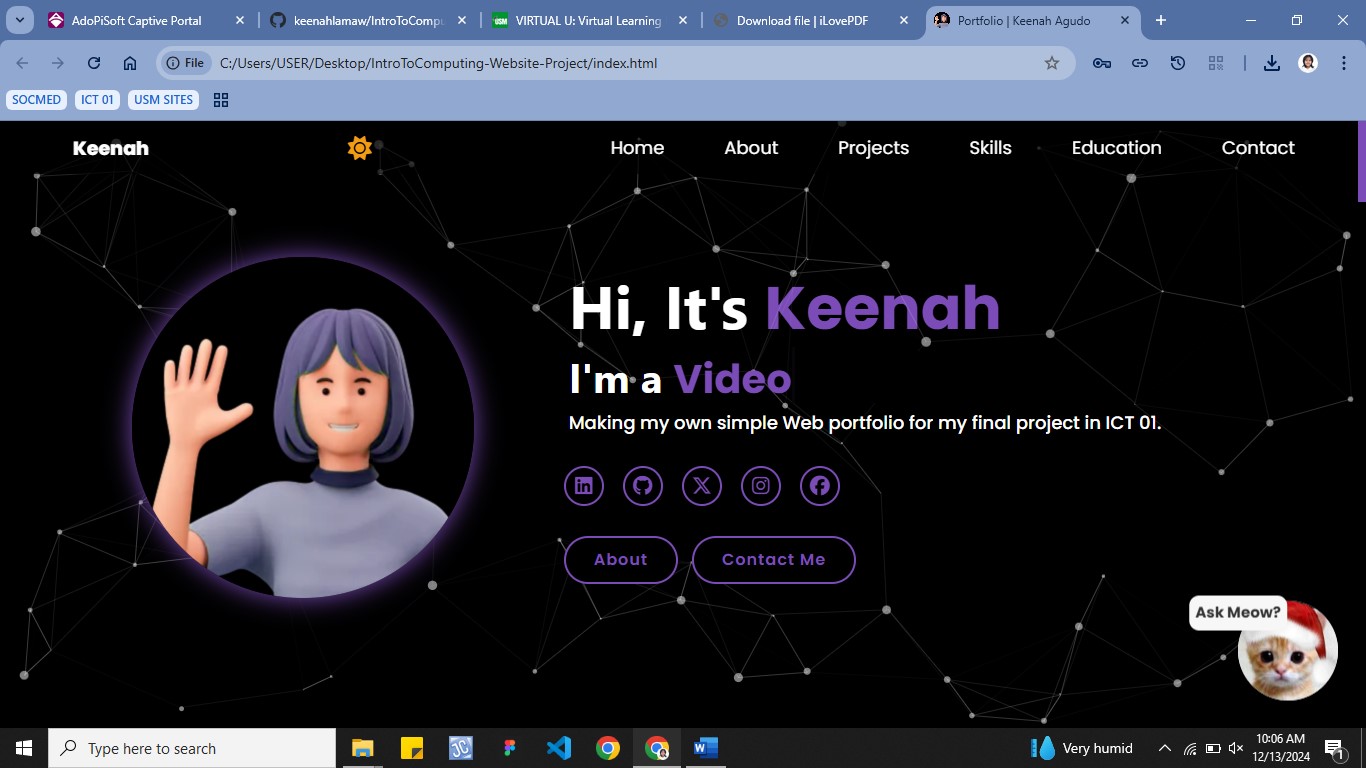 AdoPiSoft Captive Portal
keenahlamaw/IntroToCompu
VIRTUAL U: Virtual Learning
Download file | iLovePDF
Portfolio | Keenah Agudo
File
C:/Users/USER/Desktop/IntroToComputing-Website-Project/index.html
SOCMED
ICT 01
USM SITES
Keenah
Home
About
Projects
Skills
Education
Contact
Hi, It's Keenah
I'm a Video
Making my own simple Web portfolio for my final project in ICT 01.
About
Contact Me
Ask Meow?
Type here to search
Very humid
10:06 AM
12/13/2024
1